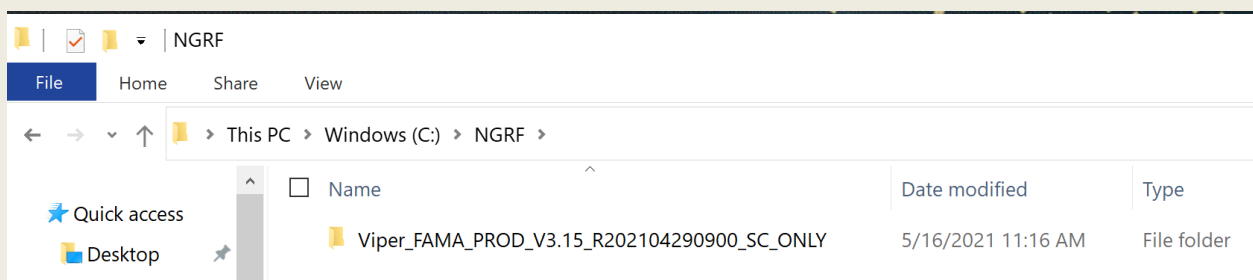 NGRF
File Home Share View
This PC Windows (C:) NGRF
Name Date modified Type
Quick access
Viper_FAMA_PROD_V3.15_R202104290900_SC_ONLY 5/16/2021 11:16 AM File folder
Desktop